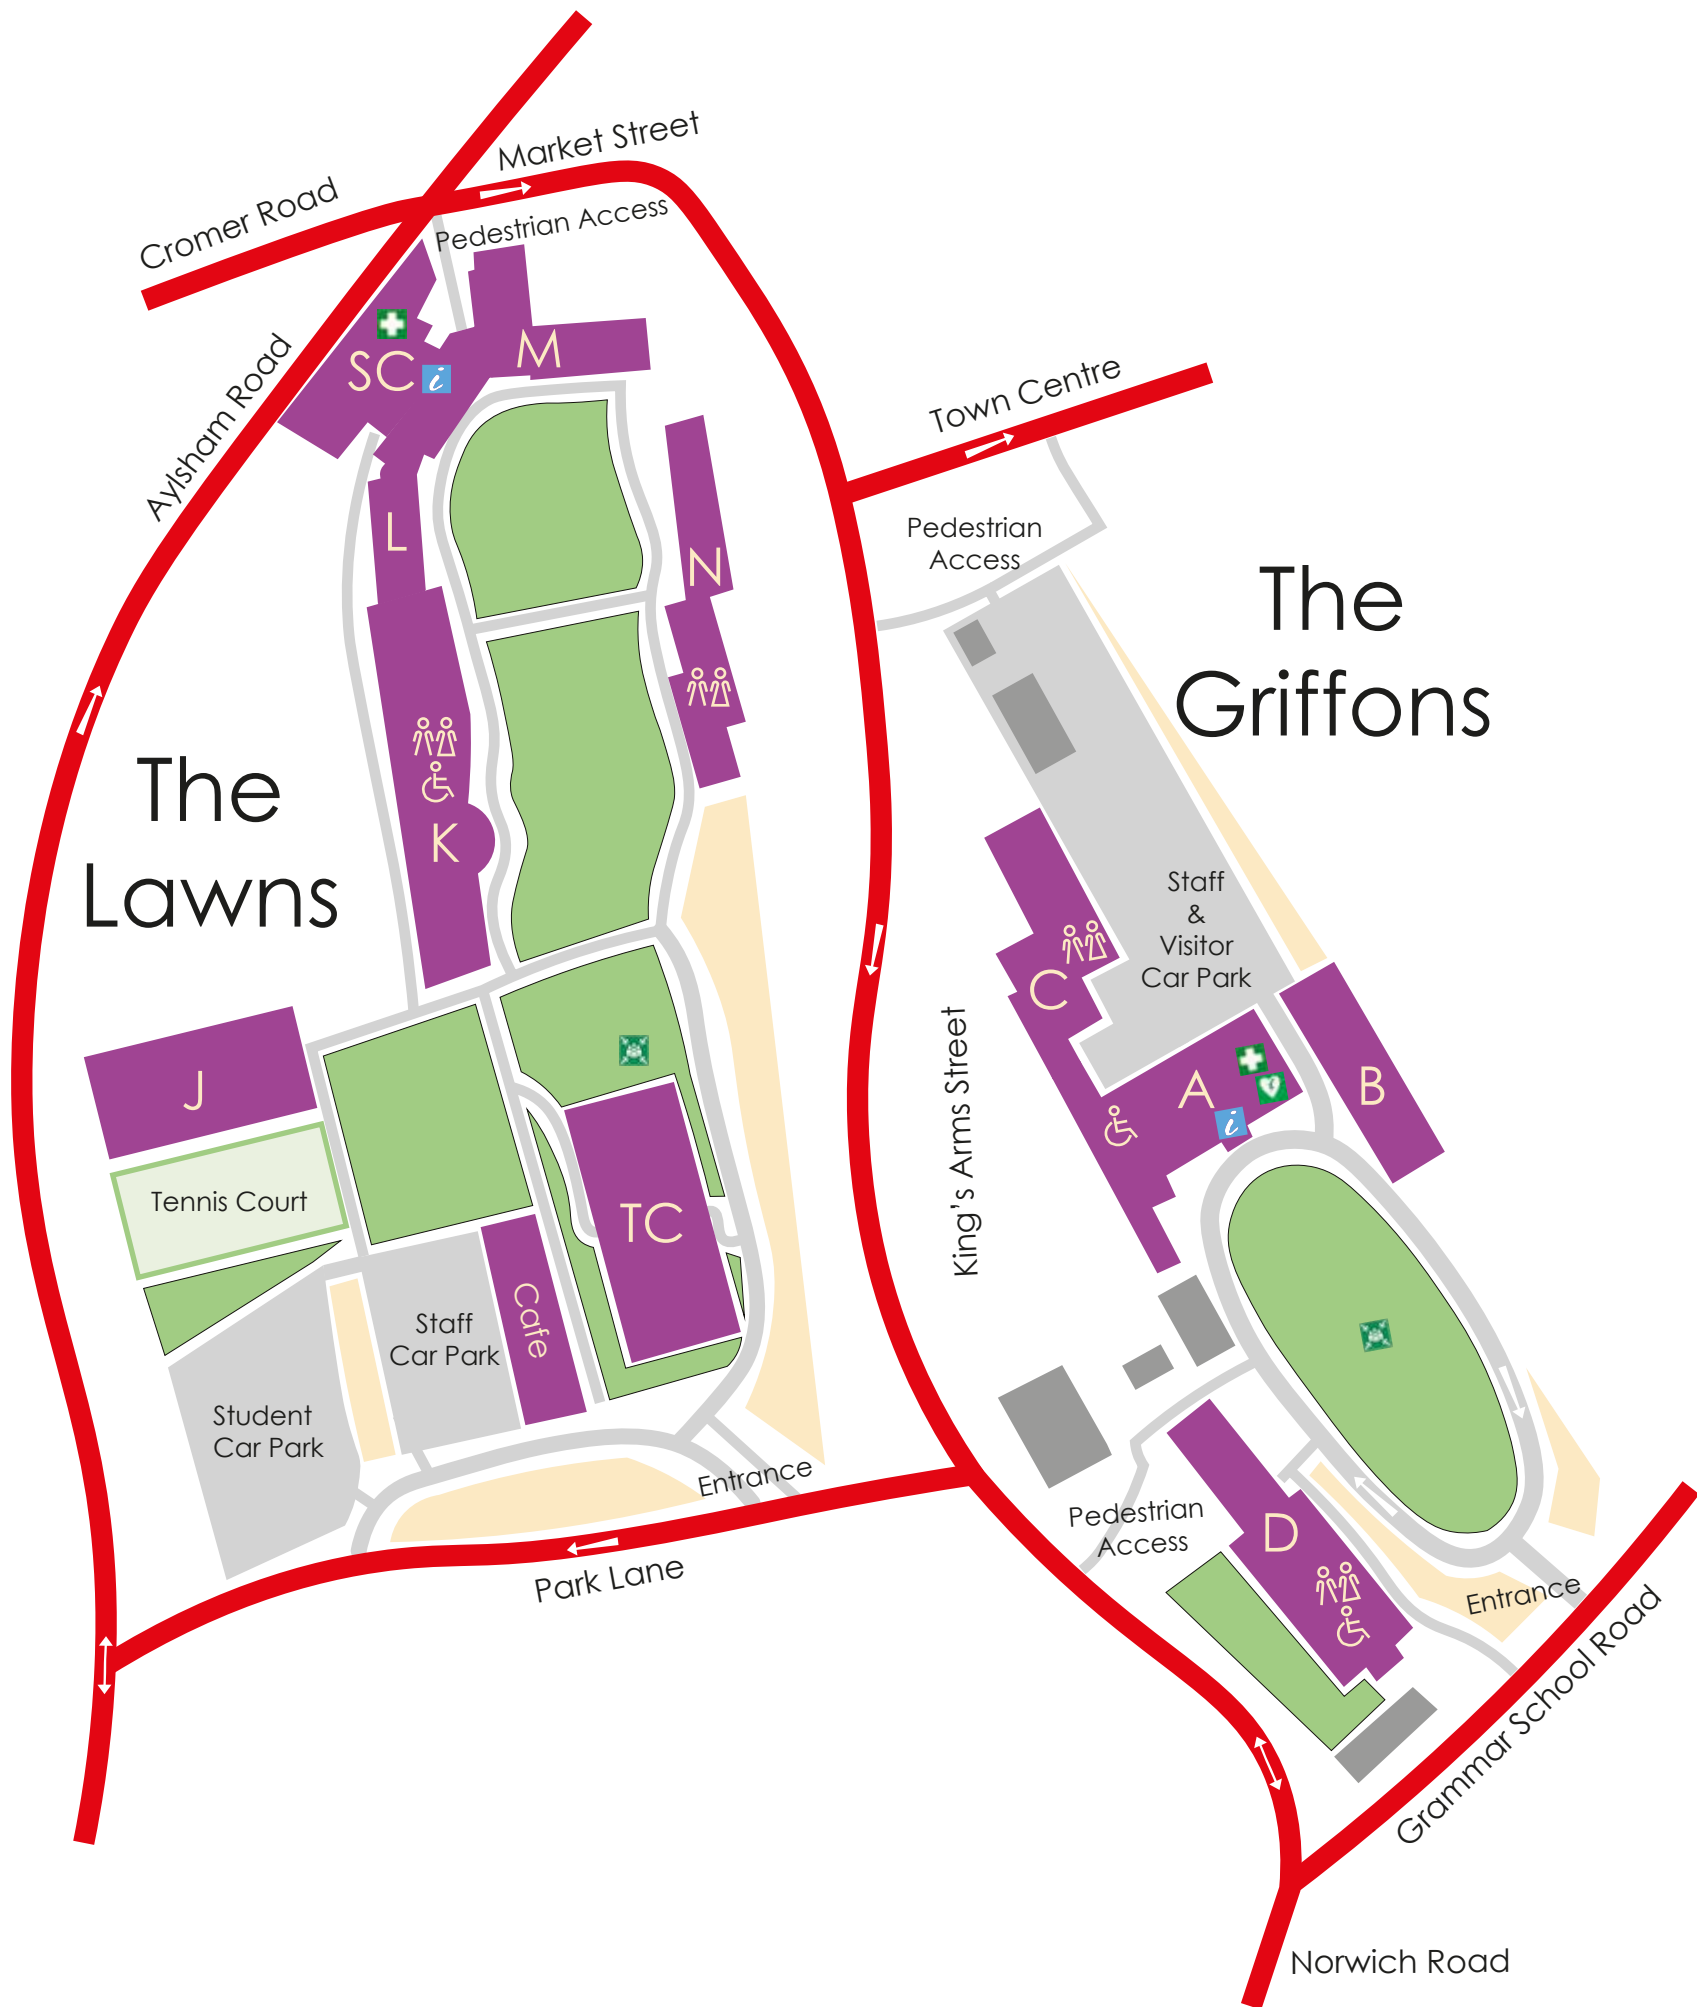 Market Street
Cromer Road
Pedestrian Access
Aylsham Road
SC
i
M
L
N
Town Centre
Pedestrian
Access
The
Griffons
The
Lawns
K
Staff
&
Visitor
Car Park
C
A
i
B
J
King's Arms Street
Tennis Court
TC
Cafe
Staff
Car Park
Student
Car Park
Entrance
Park Lane
Pedestrian
Access
D
Entrance
Grammar School Road
Norwich Road